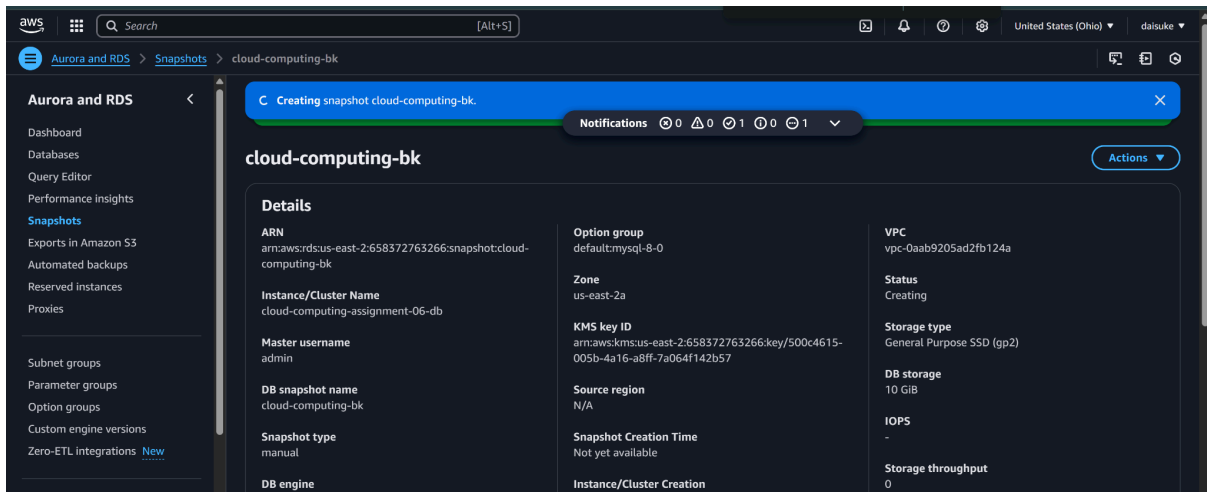 aws
Search
[Alt+S]
United States (Ohio)
daisuke
Aurora and RDS > Snapshots > cloud-computing-bk
Aurora and RDS
Dashboard
Databases
Query Editor
Performance insights
Snapshots
Exports in Amazon S3
Automated backups
Reserved instances
Proxies
Subnet groups
Parameter groups
Option groups
Custom engine versions
Zero-ETL integrations New
Creating snapshot cloud-computing-bk.
Notifications 0 0 1 0 1
cloud-computing-bk
Actions
Details
ARN
arn:aws:rds:us-east-2:658372763266:snapshot:cloud-
computing-bk
Instance/Cluster Name
cloud-computing-assignment-06-db
Master username
admin
DB snapshot name
cloud-computing-bk
Snapshot type
manual
DB engine
Option group
default:mysql-8-0
Zone
us-east-2a
KMS key ID
arn:aws:kms:us-east-2:658372763266:key/500c4615-
005b-4a16-a8ff-7a064f142b57
Source region
N/A
Snapshot Creation Time
Not yet available
Instance/Cluster Creation
VPC
vpc-0aab9205ad2fb124a
Status
Creating
Storage type
General Purpose SSD (gp2)
DB storage
10 GiB
IOPS
-
Storage throughput
0